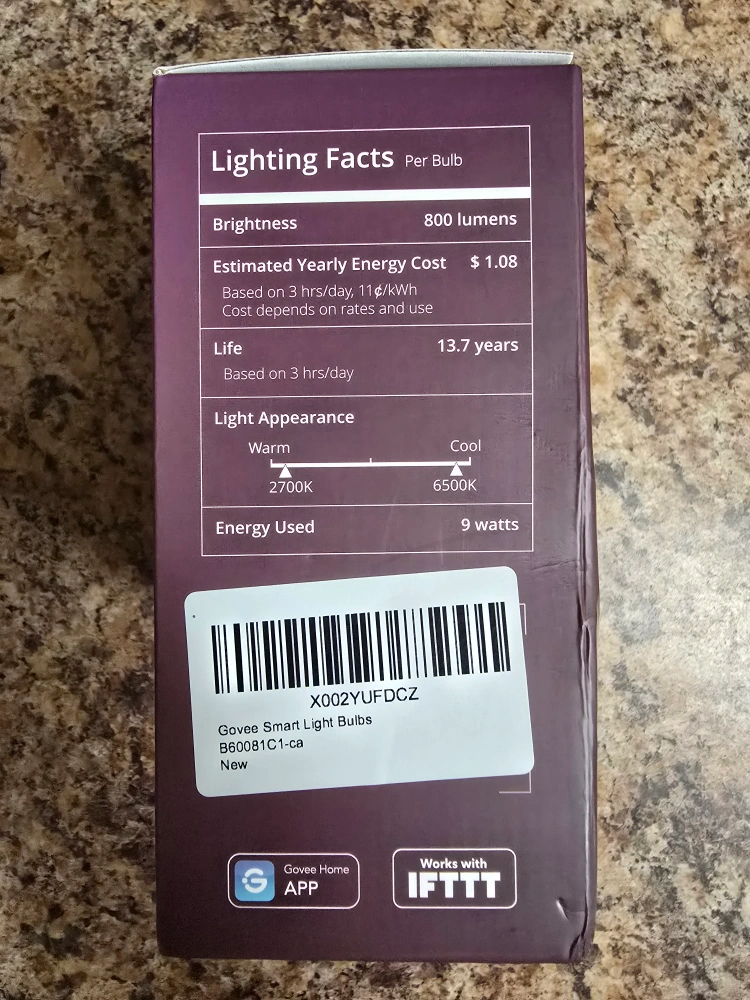 Lighting Facts Per Bulb
Brightness 800 lumens
Estimated Yearly Energy Cost $ 1.08
Based on 3 hrs/day, 11¢/kWh
Cost depends on rates and use
Life 13.7 years
Based on 3 hrs/day
Light Appearance
Warm Cool
2700K 6500K
Energy Used 9 watts
X002YUFDCZ
Govee Smart Light Bulbs
B60081C1-ca
New
Govee Home
APP
Works with
IFTTT